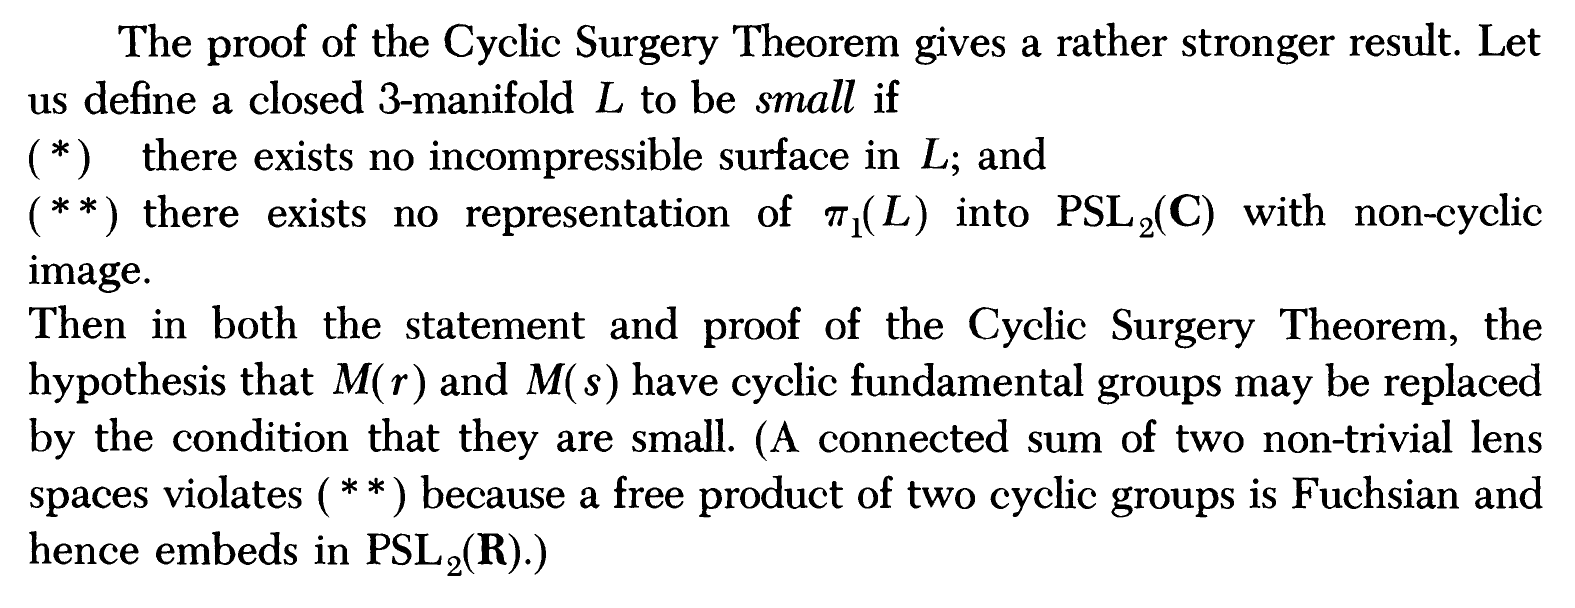 The proof of the Cyclic Surgery Theorem gives a rather stronger result. Let
us define a closed 3-manifold L to be small if
(*) there exists no incompressible surface in L; and
(**) there exists no representation of π₁(L) into PSL₂(C) with non-cyclic
image.
Then in both the statement and proof of the Cyclic Surgery Theorem, the
hypothesis that M(r) and M(s) have cyclic fundamental groups may be replaced
by the condition that they are small. (A connected sum of two non-trivial lens
spaces violates (**) because a free product of two cyclic groups is Fuchsian and
hence embeds in PSL₂(R).)